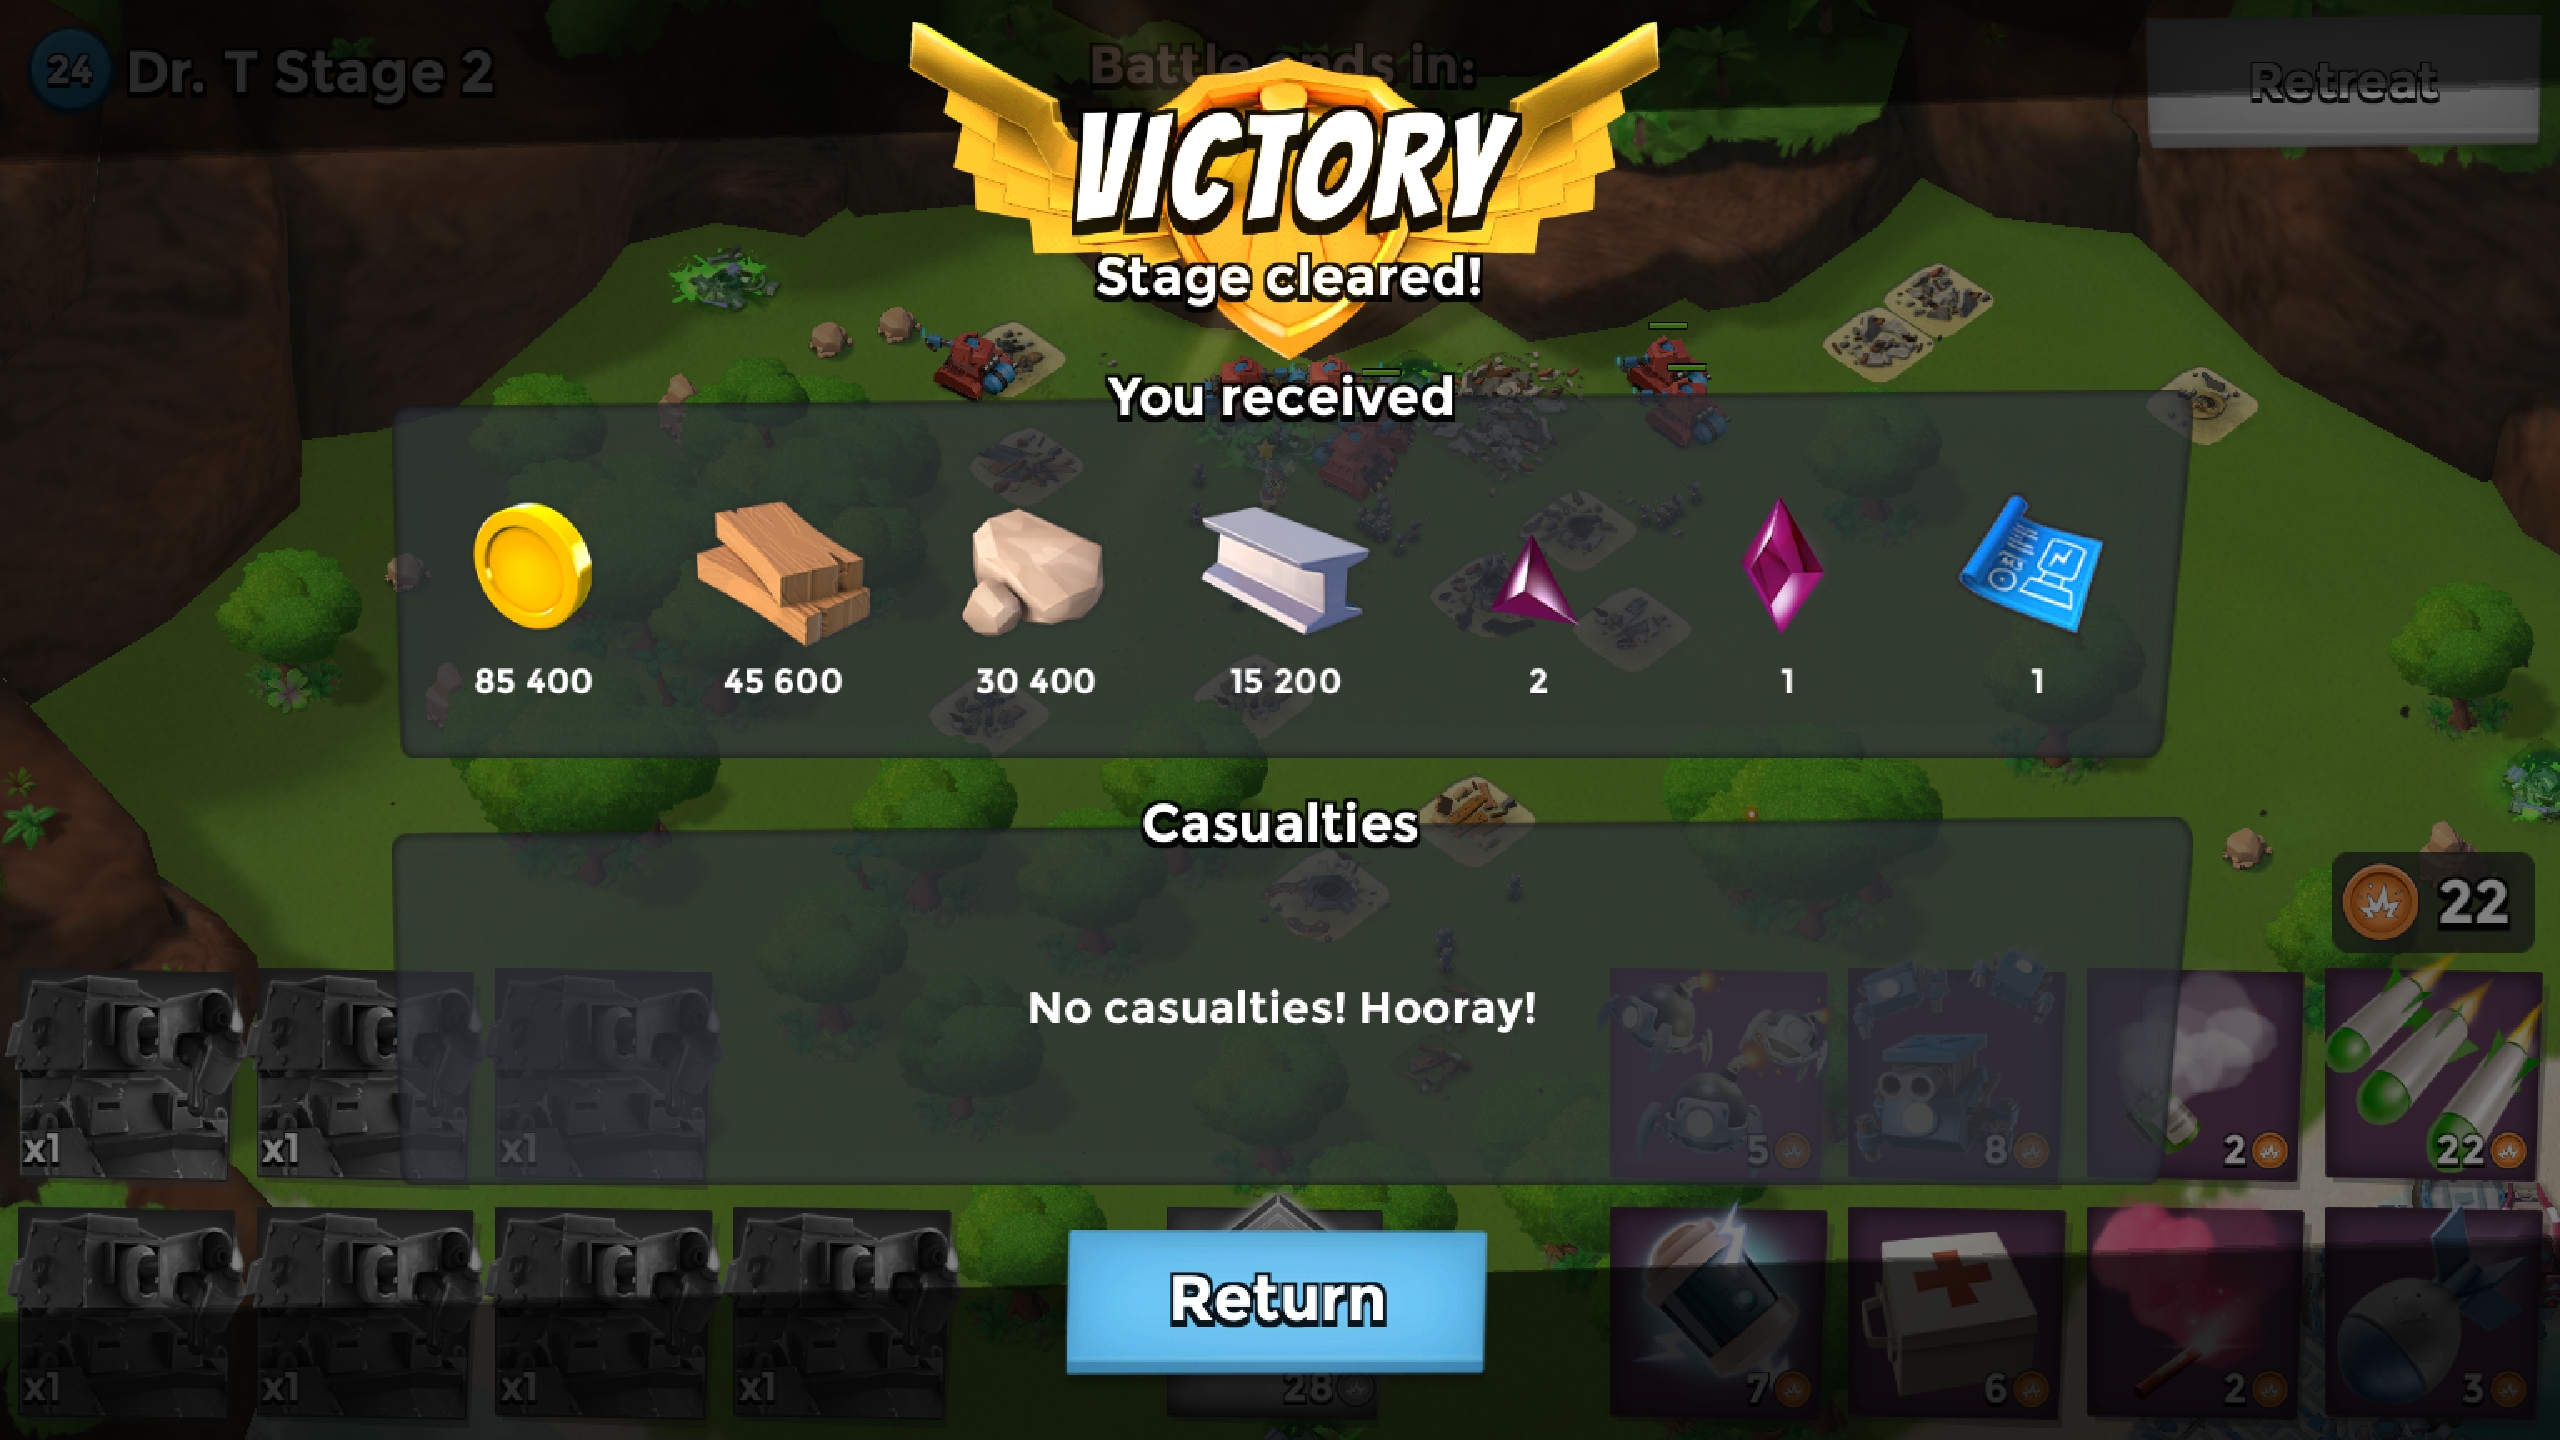 24 Dr. T Stage 2
Battle ends in:
Retreat
VICTORY
Stage cleared!
You received
85 400 45 600 30 400 15 200 2 1 1
Casualties
22
No casualties! Hooray!
x1 x1 x1 5 8 2 22
Return
x1 x1 x1 x1 28 7 6 2 3